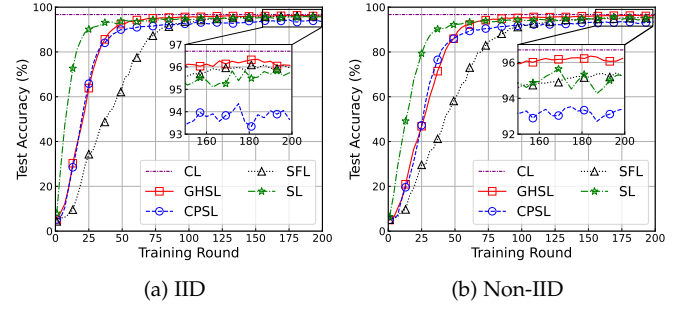 Test Accuracy (%)
100
80
60
40
20
0
97
96
95
94
93
160
180
200
CL
GHSL
CPSL
SFL
SL
0
25
50
75
100
125
150
175
200
Training Round
(a) IID
Test Accuracy (%)
100
80
60
40
20
0
96
94
92
160
180
200
CL
GHSL
CPSL
SFL
SL
0
25
50
75
100
125
150
175
200
Training Round
(b) Non-IID